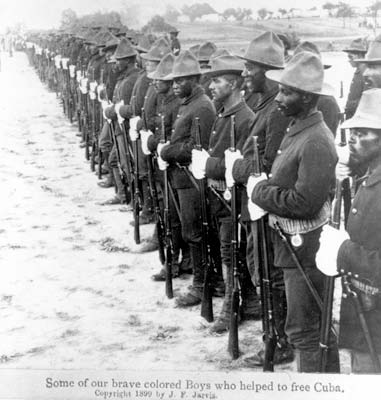 Some of our brave colored Boys who helped to free Cuba.
Copyright 1899 by J. F. Jarvis.